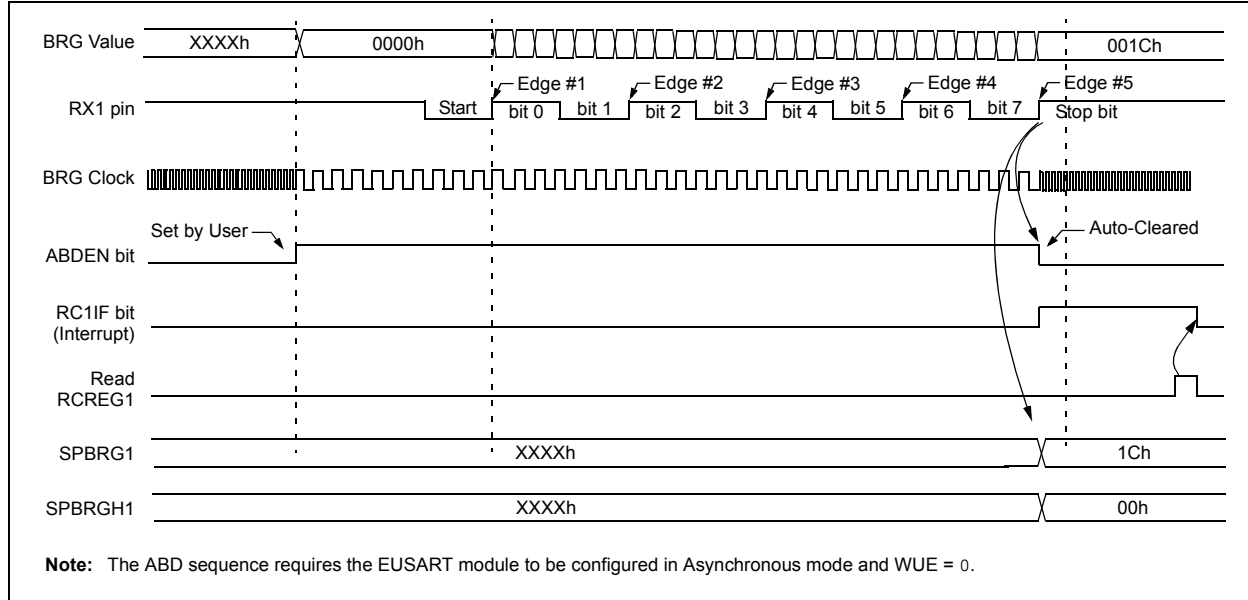 BRG Value
XXXXh
0000h
001Ch
RX1 pin
Start
Edge #1
bit 0
bit 1
Edge #2
bit 2
bit 3
Edge #3
bit 4
bit 5
Edge #4
bit 6
bit 7
Edge #5
Stop bit
BRG Clock
Set by User
Auto-Cleared
ABDEN bit
RC1IF bit
(Interrupt)
Read
RCREG1
SPBRG1
XXXXh
1Ch
SPBRGH1
XXXXh
00h
Note: The ABD sequence requires the EUSART module to be configured in Asynchronous mode and WUE = 0.